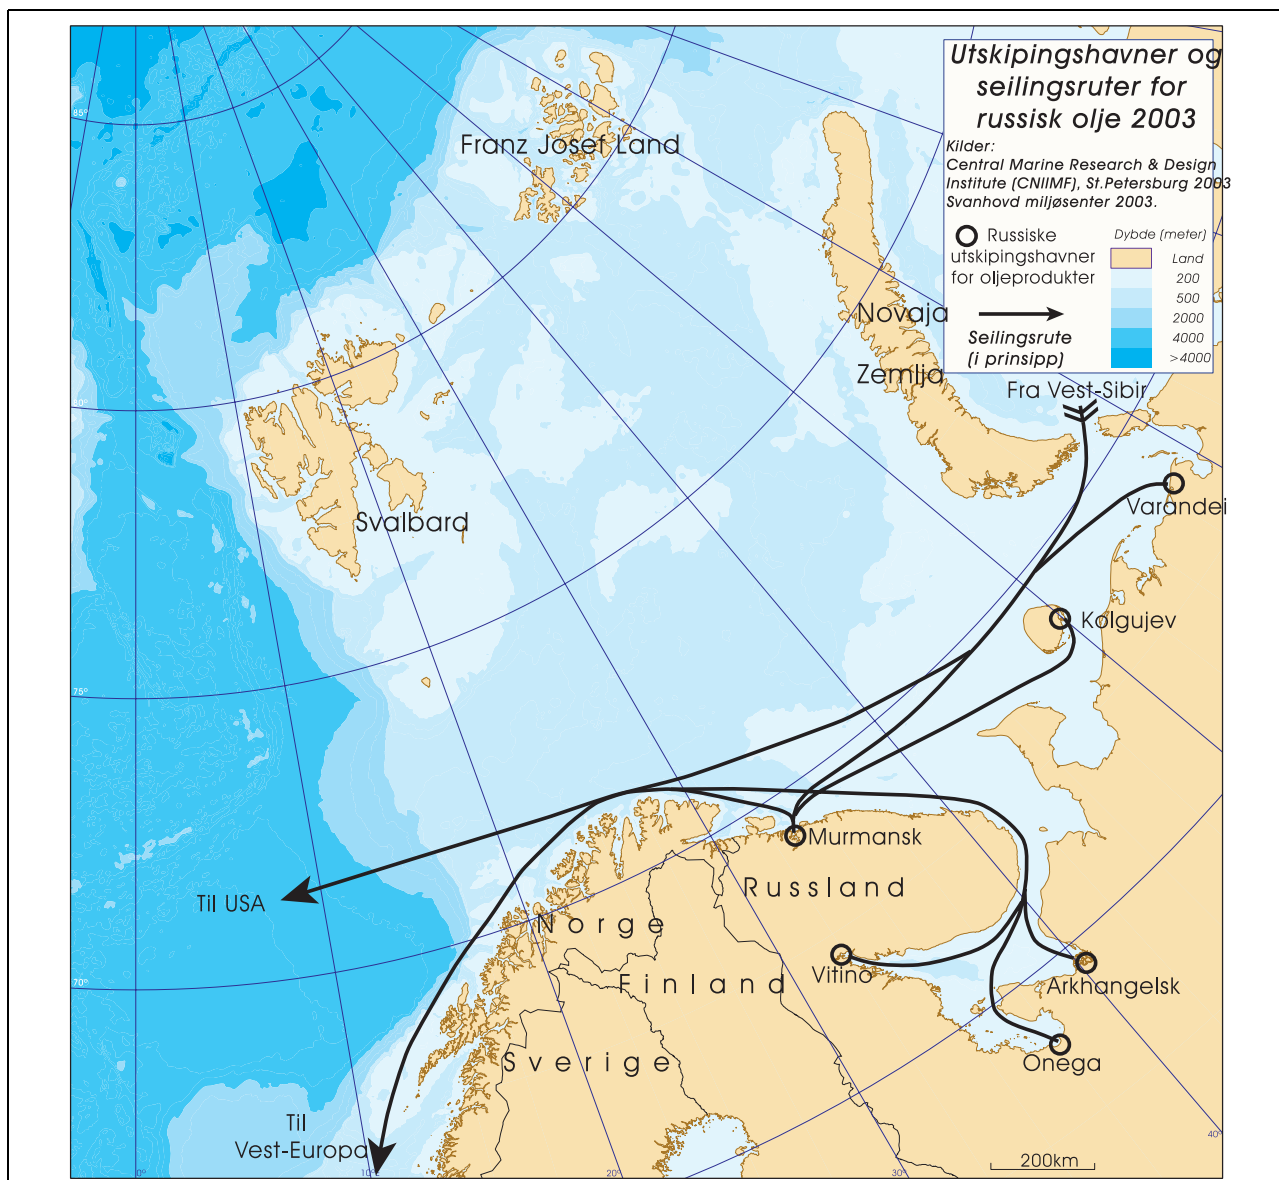 Utskipingshavner og
seilingsruter for
russisk olje 2003
Kilder:
Central Marine Research & Design
Institute (CNIIMF), St.Petersburg 2003
Svanhovd miljøsenter 2003.
Russiske
utskipingshavner
for oljeprodukter
Seilingsrute
(i prinsipp)
Dybde (meter)
Land
200
500
2000
4000
>4000
85°
Franz Josef Land
Novaja
Zemlja
Fra Vest-Sibir
80°
Varandei
Svalbard
Kolgujev
75°
Murmansk
Russland
Til USA
Norge
Vitino
Finland
Arkhangelsk
70°
Sverige
Onega
Til
Vest-Europa
0°
10°
20°
30°
40°
200km